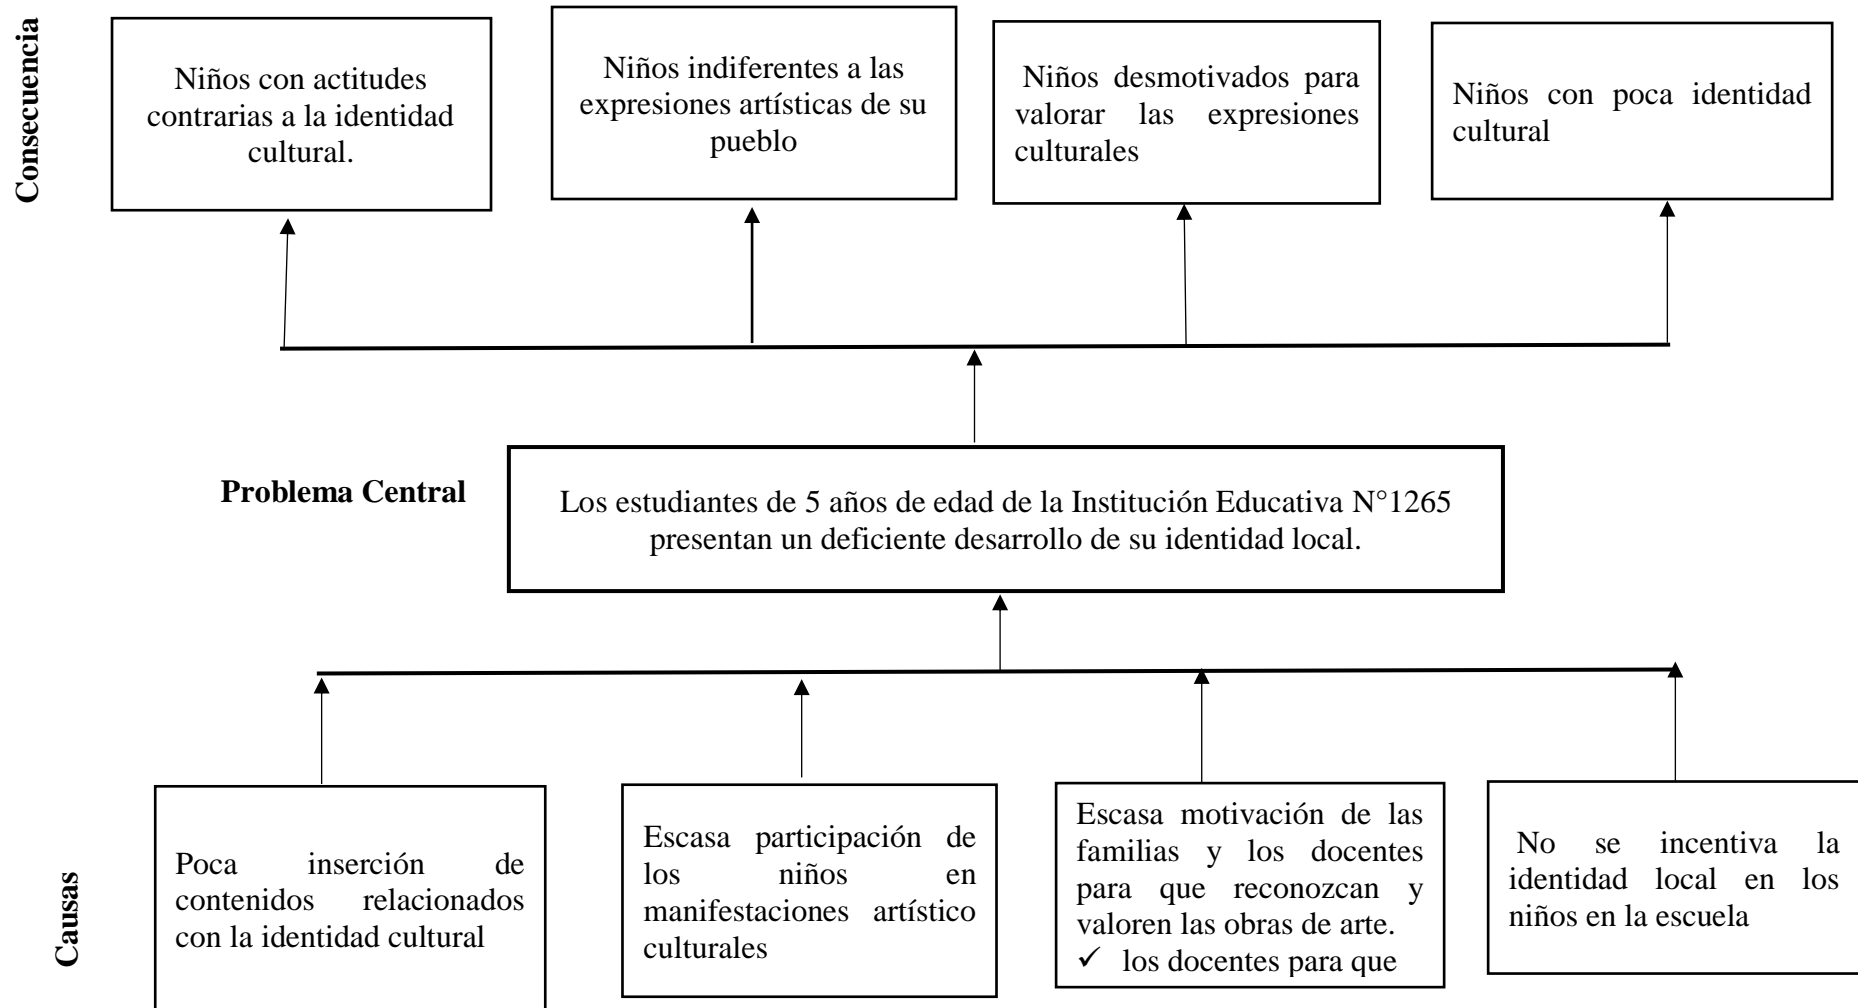 Consecuencia
Niños con actitudes
contrarias a la identidad
cultural.
Niños indiferentes a las
expresiones artísticas de su
pueblo
Niños desmotivados para
valorar las expresiones
culturales
Niños con poca identidad
cultural
Problema Central
Los estudiantes de 5 años de edad de la Institución Educativa N°1265
presentan un deficiente desarrollo de su identidad local.
Causas
Poca inserción de
contenidos relacionados
con la identidad cultural
Escasa participación de
los niños en
manifestaciones artístico
culturales
Escasa motivación de las
familias y los docentes
para que reconozcan y
valoren las obras de arte.
✓ los docentes para que
No se incentiva la
identidad local en los
niños en la escuela